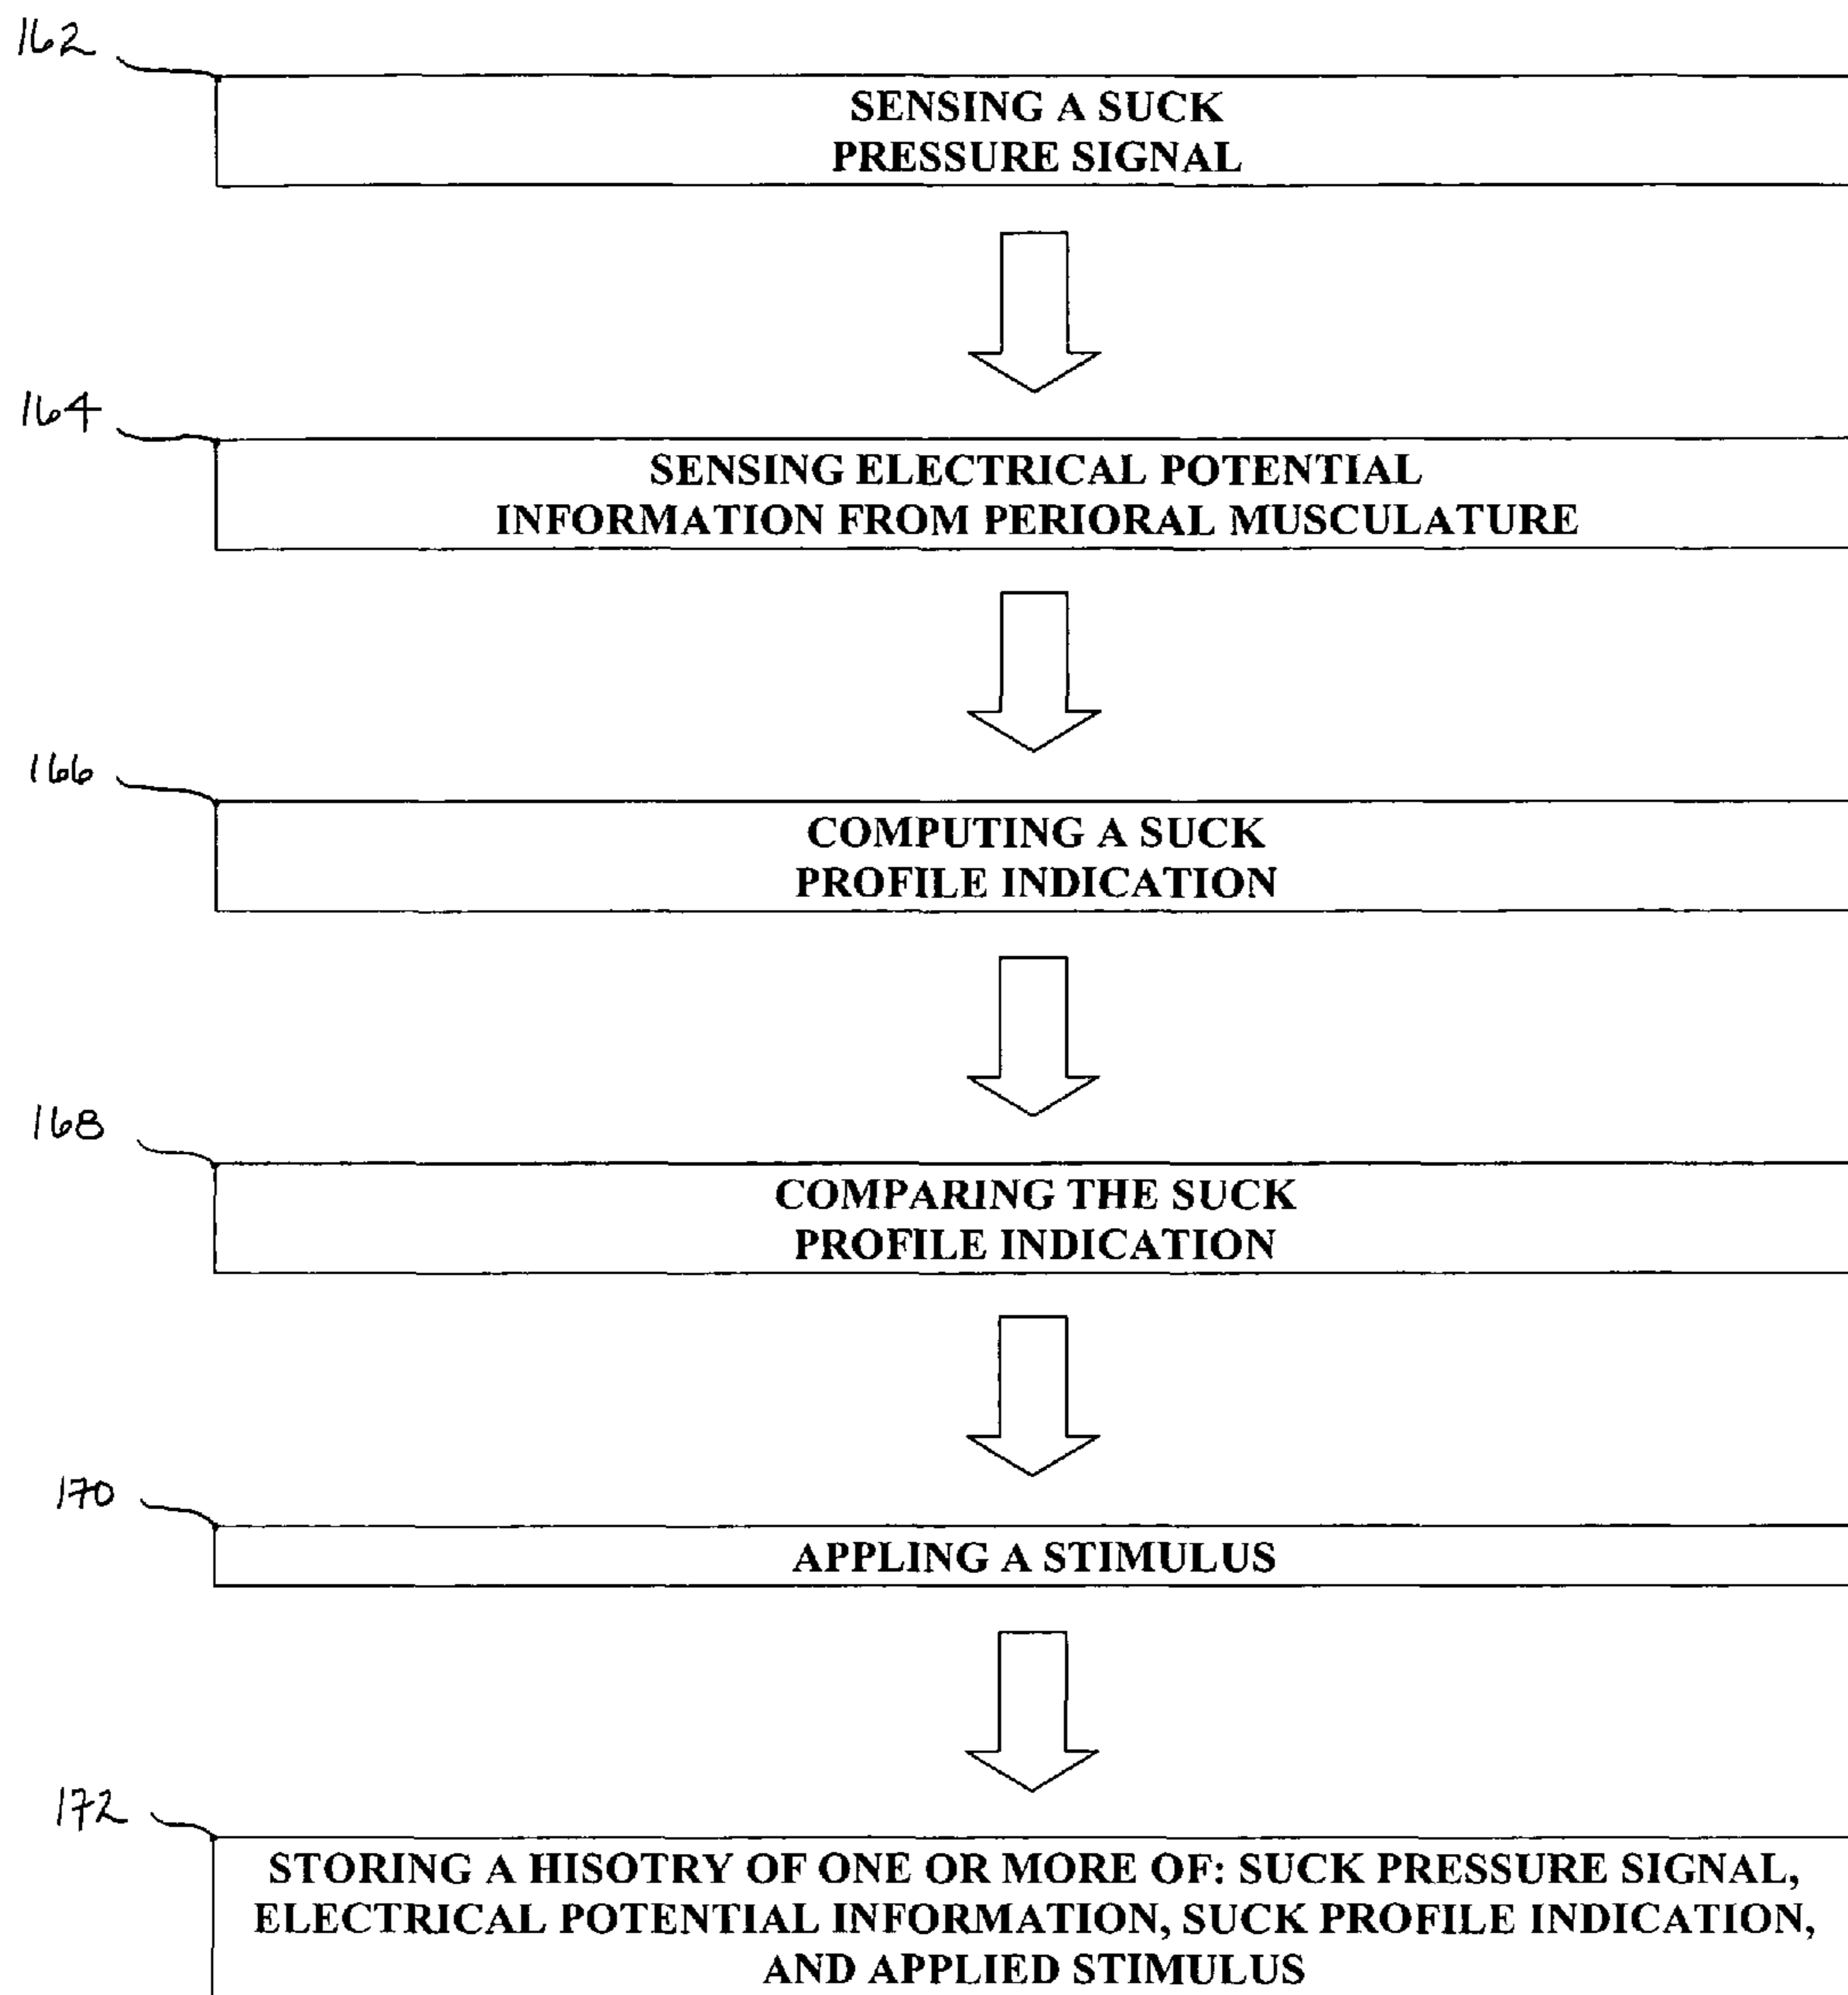 162
SENSING A SUCK
PRESSURE SIGNAL
164
SENSING ELECTRICAL POTENTIAL
INFORMATION FROM PERIORAL MUSCULATURE
166
COMPUTING A SUCK
PROFILE INDICATION
168
COMPARING THE SUCK
PROFILE INDICATION
170
APPLING A STIMULUS
172
STORING A HISOTRY OF ONE OR MORE OF: SUCK PRESSURE SIGNAL,
ELECTRICAL POTENTIAL INFORMATION, SUCK PROFILE INDICATION,
AND APPLIED STIMULUS